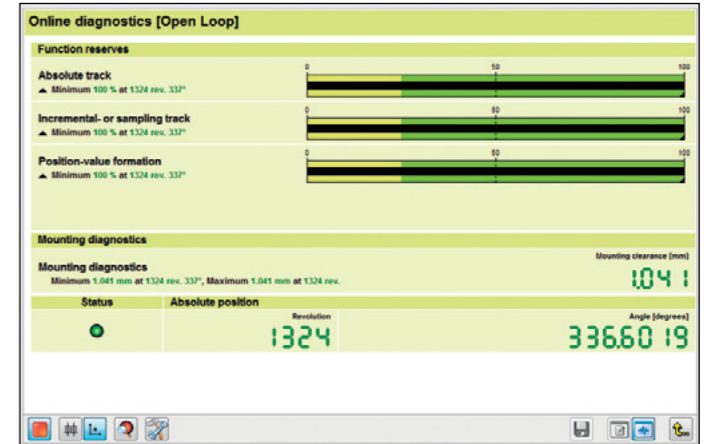 Online diagnostics [Open Loop]
Function reserves
0 50 100
Absolute track
Minimum 100 % at 1324 rev. 337°
0 50 100
Incremental- or sampling track
Minimum 100 % at 1324 rev. 337°
0 50 100
Position-value formation
Minimum 100 % at 1324 rev. 337°
Mounting diagnostics
Mounting clearance [mm]
Mounting diagnostics
Minimum 1.041 mm at 1324 rev. 337°, Maximum 1.041 mm at 1324 rev.
1.041
Status Absolute position
Revolution Angle [degrees]
1324 336.6019